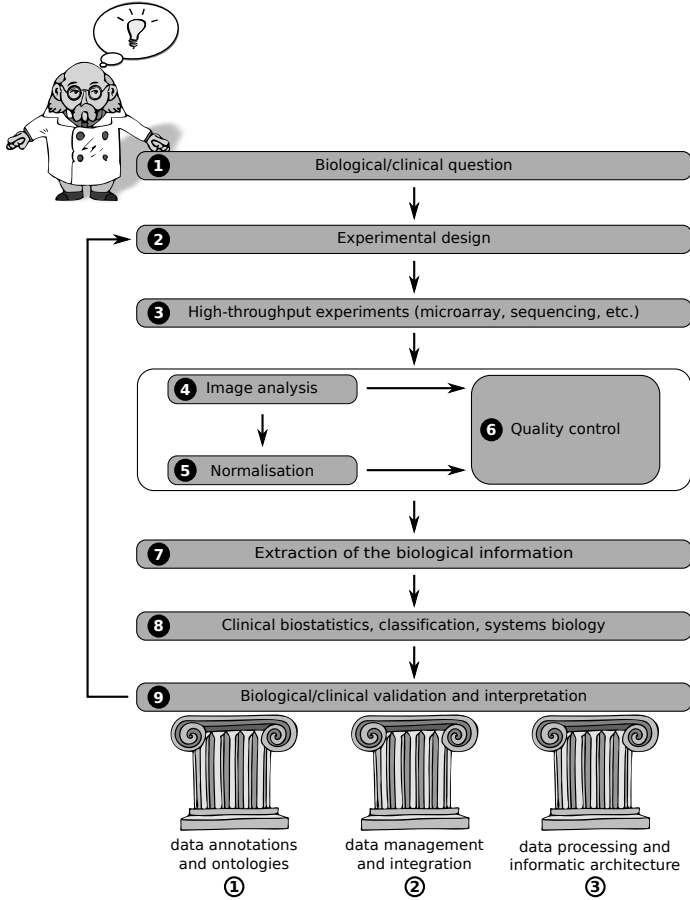 1 Biological/clinical question
2 Experimental design
3 High-throughput experiments (microarray, sequencing, etc.)
4 Image analysis
5 Normalisation
6 Quality control
7 Extraction of the biological information
8 Clinical biostatistics, classification, systems biology
9 Biological/clinical validation and interpretation
data annotations
and ontologies
1
data management
and integration
2
data processing and
informatic architecture
3